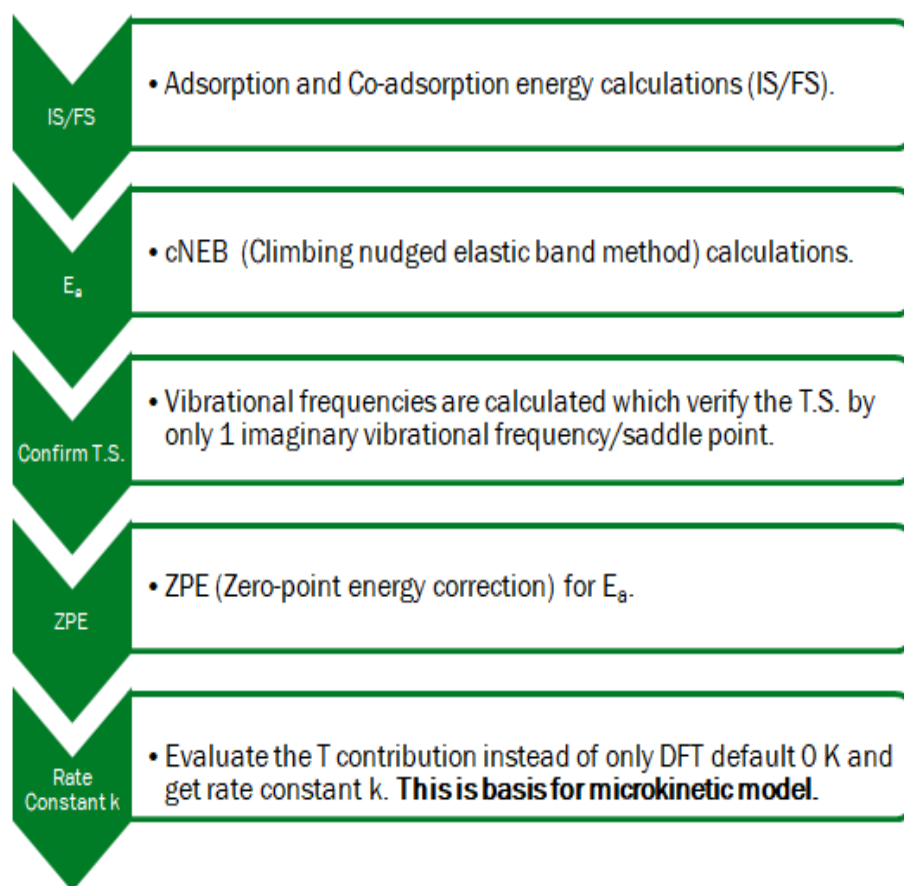 IS/FS
• Adsorption and Co-adsorption energy calculations (IS/FS).
Eₐ
• cNEB (Climbing nudged elastic band method) calculations.
Confirm T.S.
• Vibrational frequencies are calculated which verify the T.S. by
only 1 imaginary vibrational frequency/saddle point.
ZPE
• ZPE (Zero-point energy correction) for Eₐ.
Rate
Constant k
• Evaluate the T contribution instead of only DFT default 0 K and
get rate constant k. This is basis for microkinetic model.